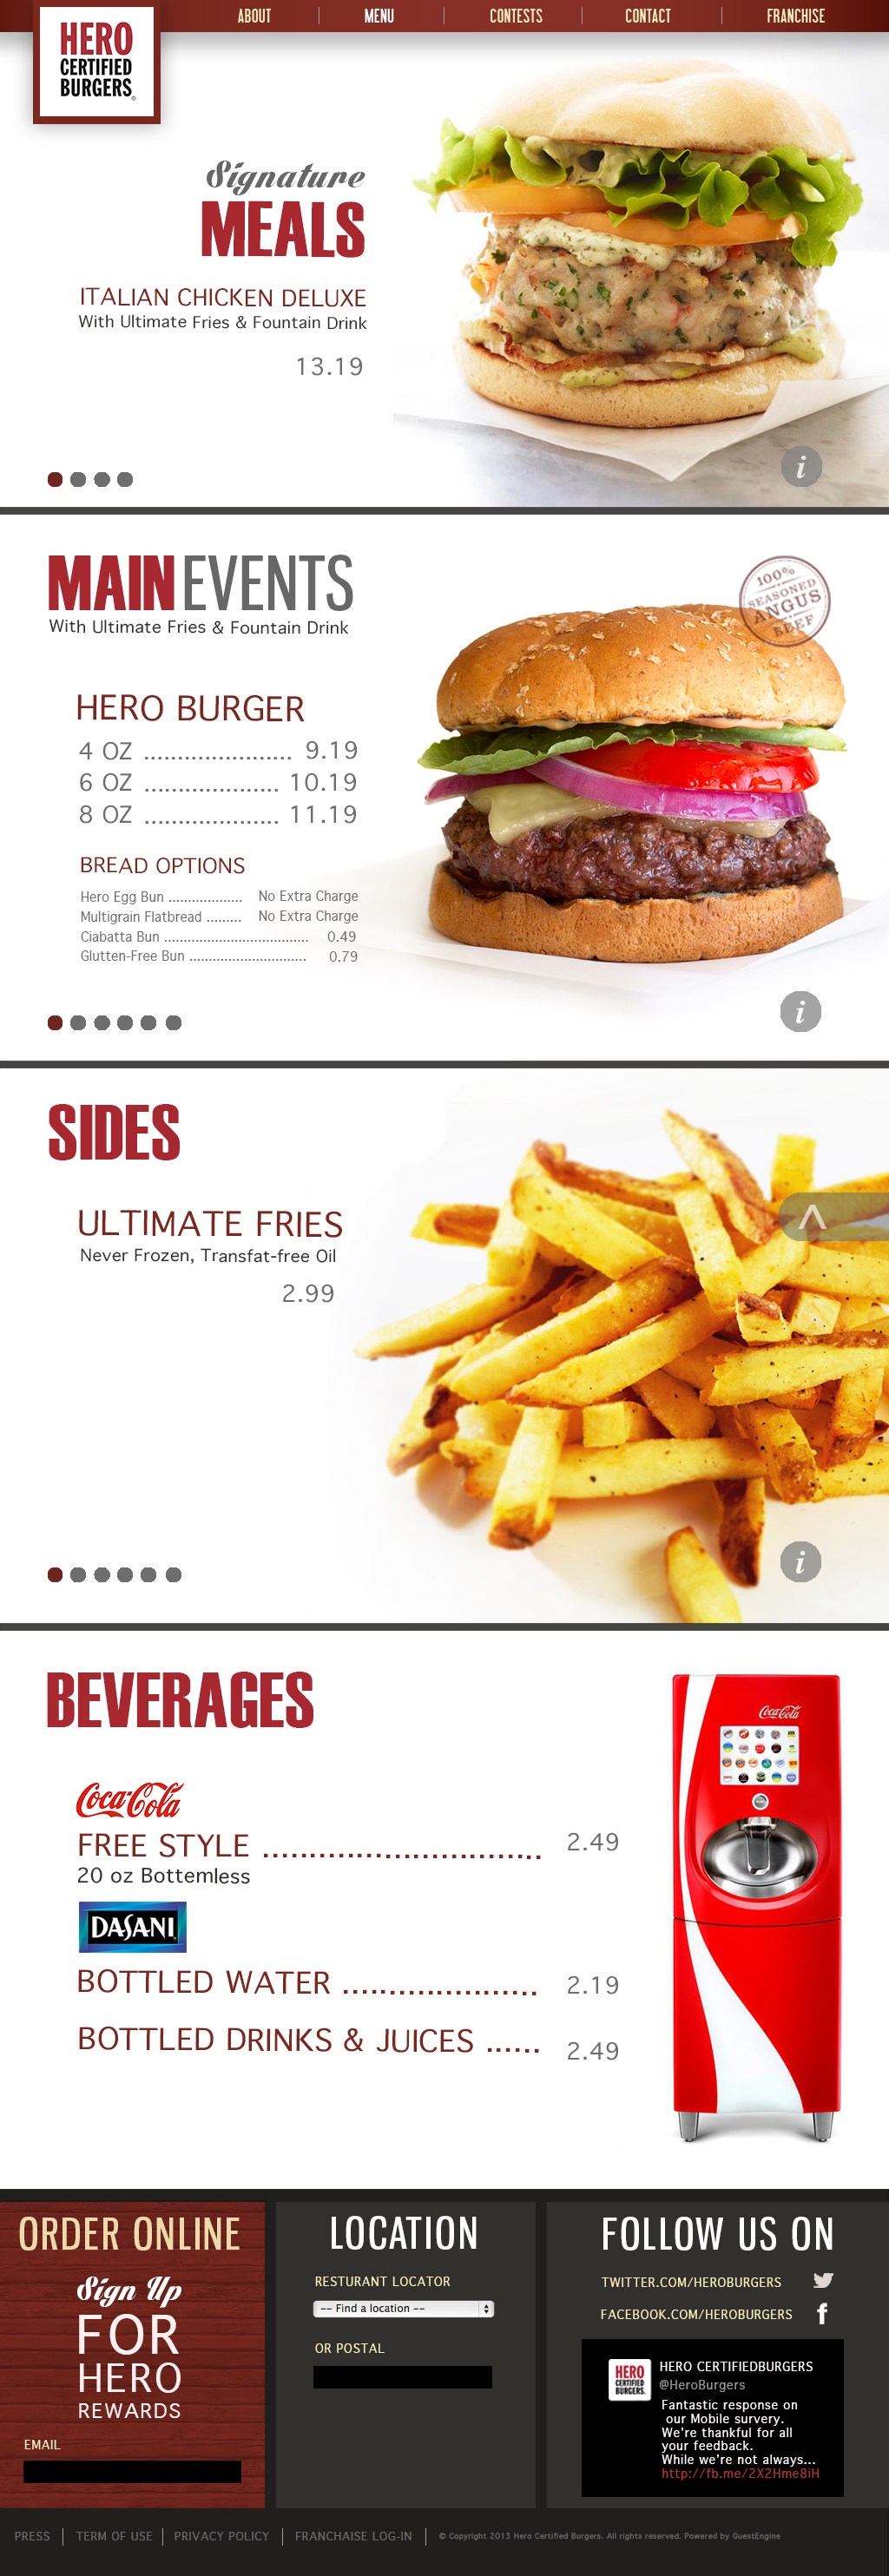 ABOUT
MENU
CONTESTS
CONTACT
FRANCHISE
HERO
CERTIFIED
BURGERS®
Signature
MEALS
ITALIAN CHICKEN DELUXE
With Ultimate Fries & Fountain Drink
13.19
i
MAIN EVENTS
With Ultimate Fries & Fountain Drink
100%
SEASONED
ANGUS
BEEF
HERO BURGER
4 OZ ...................... 9.19
6 OZ .................... 10.19
8 OZ .................... 11.19
BREAD OPTIONS
Hero Egg Bun ................... No Extra Charge
Multigrain Flatbread ......... No Extra Charge
Ciabatta Bun ..................................... 0.49
Glutten-Free Bun .............................. 0.79
i
SIDES
ULTIMATE FRIES
Never Frozen, Transfat-free Oil
2.99
i
BEVERAGES
Coca-Cola
Coca-Cola
FREE STYLE .............................. 2.49
20 oz Bottemless
DASANI
BOTTLED WATER ..................... 2.19
BOTTLED DRINKS & JUICES ...... 2.49
ORDER ONLINE
Sign Up
FOR
HERO
REWARDS
EMAIL
LOCATION
RESTURANT LOCATOR
-- Find a location --
OR POSTAL
FOLLOW US ON
TWITTER.COM/HEROBURGERS
FACEBOOK.COM/HEROBURGERS
HERO
CERTIFIED
BURGERS
HERO CERTIFIEDBURGERS
@HeroBurgers
Fantastic response on
our Mobile survery.
We're thankful for all
your feedback.
While we're not always...
http://fb.me/2X2Hme8iH
PRESS
TERM OF USE
PRIVACY POLICY
FRANCHAISE LOG-IN
© Copyright 2013 Hero Certified Burgers. All rights reserved. Powered by GuestEngine